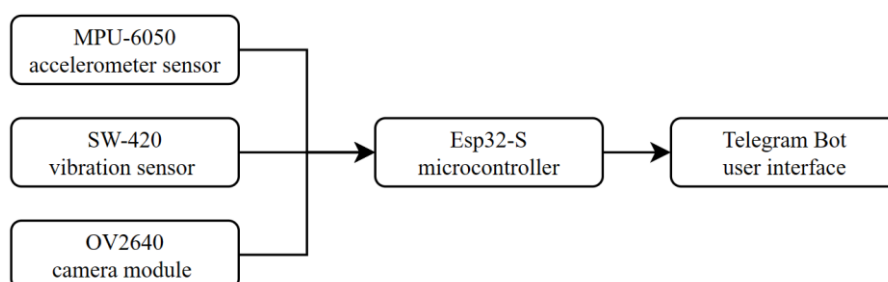 MPU-6050
accelerometer sensor
SW-420
vibration sensor
OV2640
camera module
Esp32-S
microcontroller
Telegram Bot
user interface